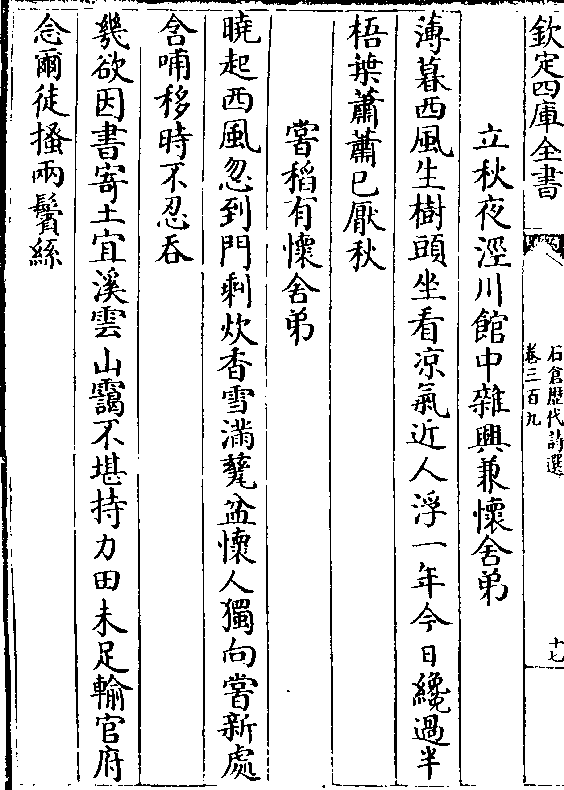 欽定四庫全書
石倉歴代詩選
卷三百九
十七
立秋夜涇川館中雜興兼懷舍弟
薄暮西風生樹頭坐看凉氣近人浮一年今日纔過半
梧葉蕭蕭已厭秋
嘗稻有懷舍弟
曉起西風忽到門剩炊香雪滿甆盆懷人獨向嘗新處
含哺移時不忍吞
幾欲因書寄土宜溪雲山靄不堪持力田未足輸官府
念爾徒搔兩鬢絲